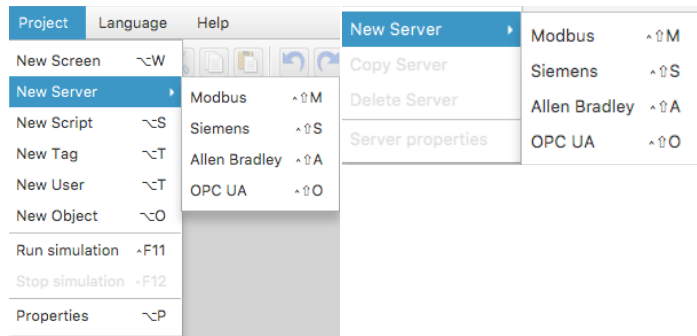 Project Language Help
New Screen ⌥W
New Server
New Script ⌥S
New Tag ⌥T
New User ⌥T
New Object ⌥O
Run simulation ^F11
Stop simulation ^F12
Properties ⌥P
Modbus ^⇧M
Siemens ^⇧S
Allen Bradley ^⇧A
OPC UA ^⇧O
New Server
Copy Server
Delete Server
Server properties
Modbus ^⇧M
Siemens ^⇧S
Allen Bradley ^⇧A
OPC UA ^⇧O